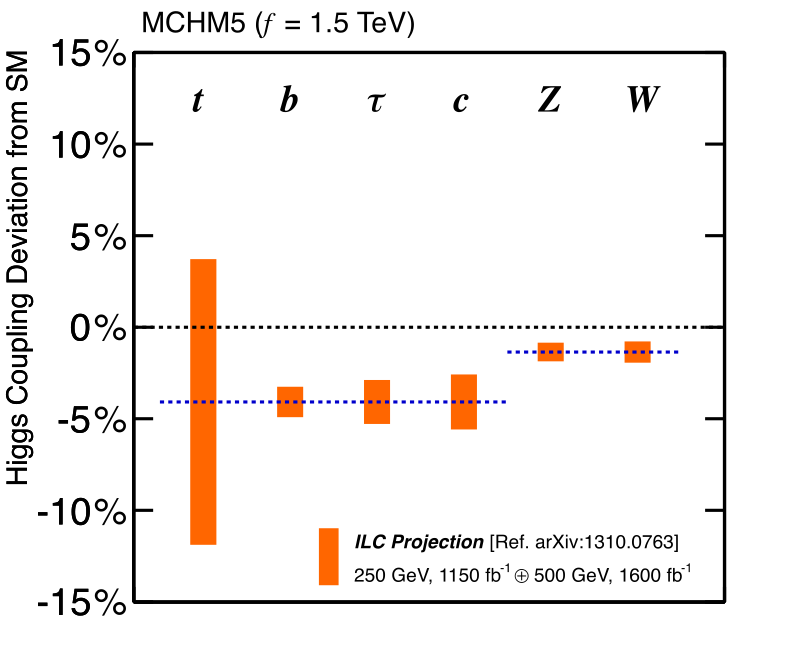 MCHM5 (f = 1.5 TeV)
Higgs Coupling Deviation from SM
15%
10%
5%
0%
-5%
-10%
-15%
t b τ c Z W
ILC Projection [Ref. arXiv:1310.0763]
250 GeV, 1150 fb⁻¹ ⊕ 500 GeV, 1600 fb⁻¹